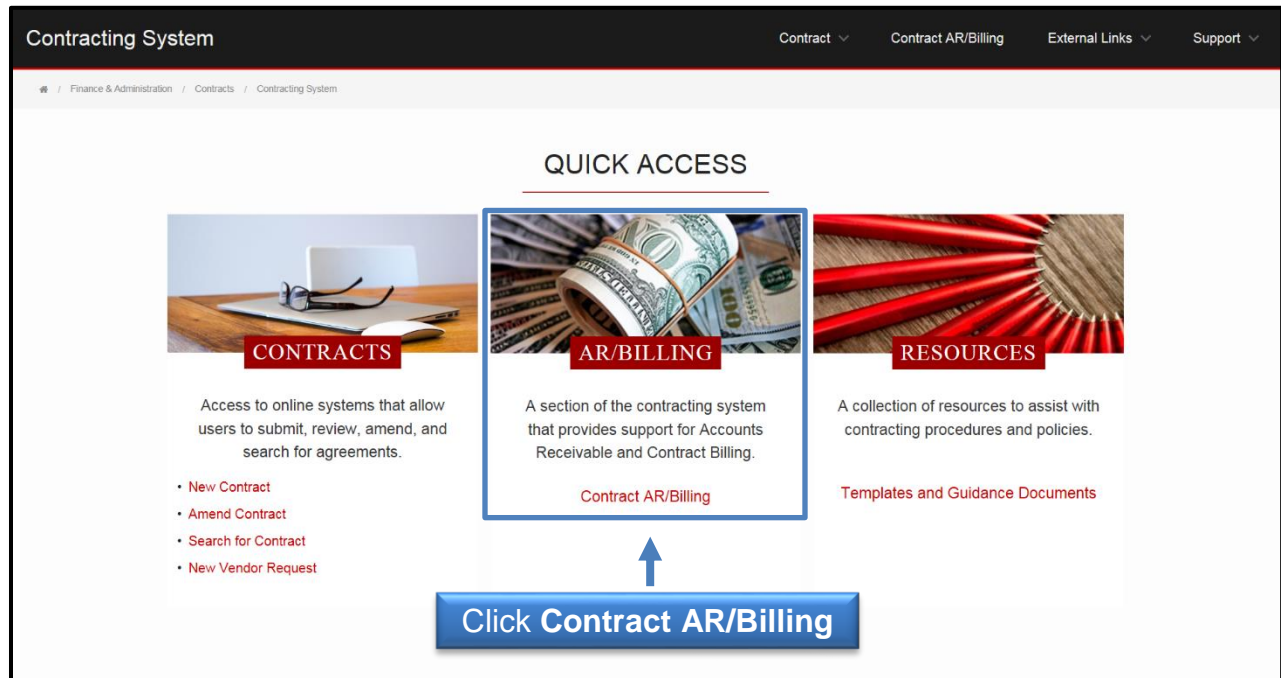 Contracting System
Contract
Contract AR/Billing
External Links
Support
/ Finance & Administration / Contracts / Contracting System
QUICK ACCESS
CONTRACTS
Access to online systems that allow
users to submit, review, amend, and
search for agreements.
• New Contract
• Amend Contract
• Search for Contract
• New Vendor Request
AR/BILLING
A section of the contracting system
that provides support for Accounts
Receivable and Contract Billing.
Contract AR/Billing
RESOURCES
A collection of resources to assist with
contracting procedures and policies.
Templates and Guidance Documents
Click Contract AR/Billing